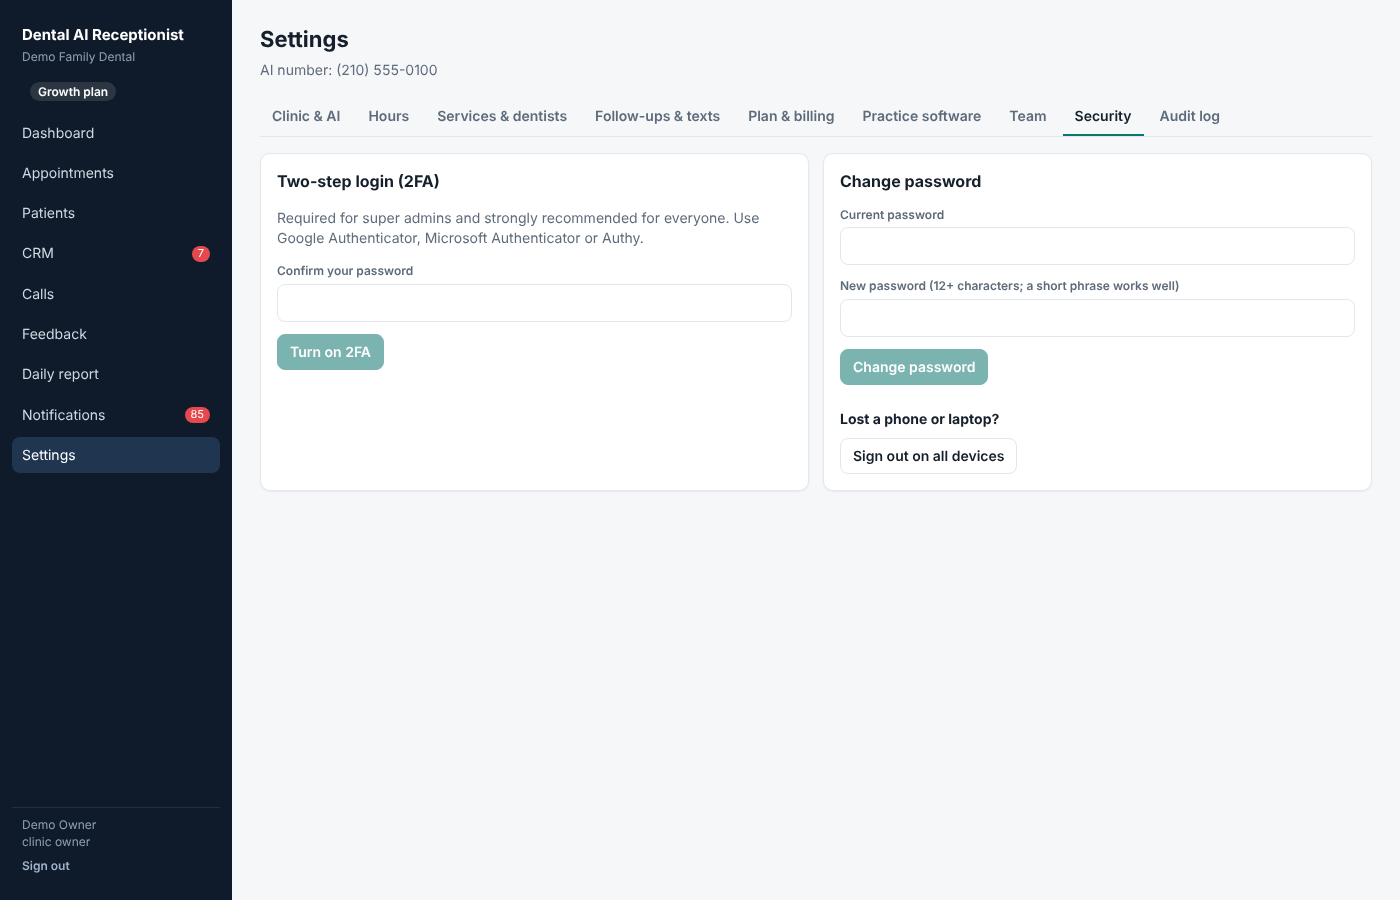 Dental AI Receptionist
Demo Family Dental
Growth plan
Dashboard
Appointments
Patients
CRM 7
Calls
Feedback
Daily report
Notifications 85
Settings
Demo Owner
clinic owner
Sign out
Settings
AI number: (210) 555-0100
Clinic & AI Hours Services & dentists Follow-ups & texts Plan & billing Practice software Team Security Audit log
Two-step login (2FA)
Required for super admins and strongly recommended for everyone. Use
Google Authenticator, Microsoft Authenticator or Authy.
Confirm your password
Turn on 2FA
Change password
Current password
New password (12+ characters; a short phrase works well)
Change password
Lost a phone or laptop?
Sign out on all devices